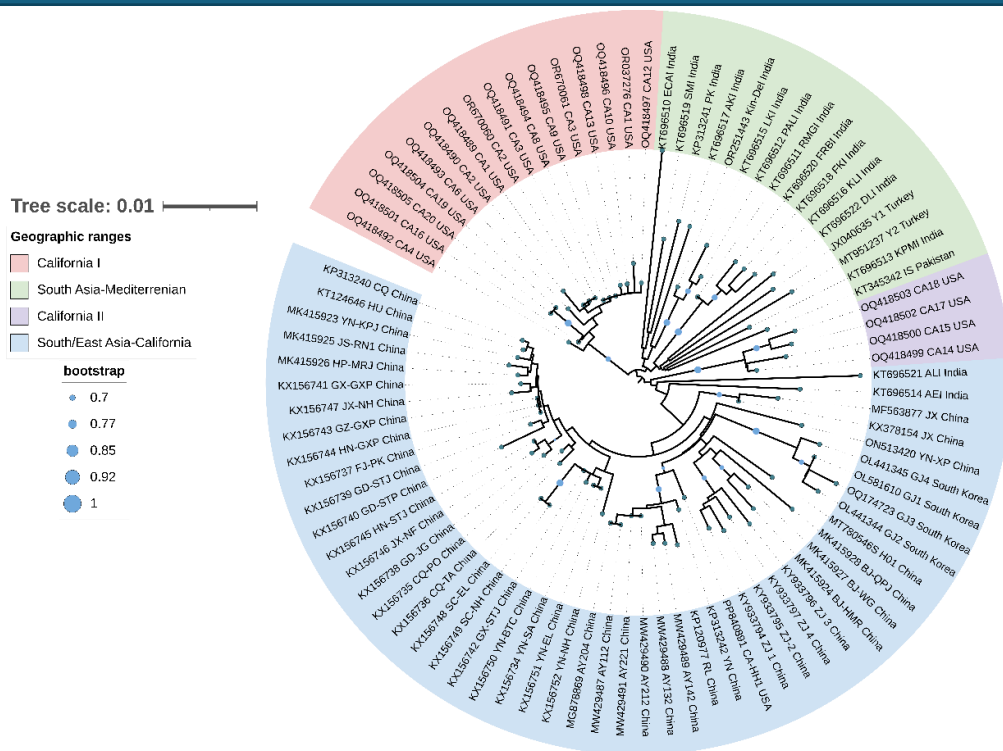 Tree scale: 0.01
Geographic ranges
California I
South Asia-Mediterrenian
California II
South/East Asia-California
bootstrap
0.7
0.77
0.85
0.92
1
OQ418492 CA4 USA
OQ418501 CA16 USA
OQ418505 CA20 USA
OQ418504 CA19 USA
OQ418493 CA6 USA
OQ418490 CA2 USA
OQ418489 CA1 USA
OR670060 CA2 USA
OQ418491 CA3 USA
OQ418494 CA8 USA
OQ418495 CA9 USA
OR670061 CA3 USA
OQ418498 CA13 USA
OQ418496 CA10 USA
OR037276 CA1 USA
OQ418497 CA12 USA
KT696510 ECAI India
KT696519 SMI India
KP313241 PK India
KT696517 AKI India
OR251443 Kin-Del India
KT696515 LKI India
KT696512 PALI India
KT696511 RMGI India
KT696520 FRBI India
KT696518 FKI India
KT696516 KLI India
KT696522 DLI India
JX040635 Y1 Turkey
MT951237 Y2 Turkey
KT696513 KPMI India
KT345342 IS Pakistan
OQ418503 CA18 USA
OQ418502 CA17 USA
OQ418500 CA15 USA
OQ418499 CA14 USA
KT696521 ALI India
KT696514 AEI India
MF563877 JX China
KX378154 JX China
ON513420 YN-XP China
OL441345 GJ4 South Korea
OL581610 GJ1 South Korea
OQ174723 GJ3 South Korea
OL441344 GJ2 South Korea
MT780546S H01 China
MK415928 BJ-QPJ China
MK415927 BJ-WG China
MK415924 BJ-HMR China
KY933796 ZJ 3 China
KY933797 ZJ 4 China
KY933795 ZJ-2 China
KY933794 ZJ 1 China
PP840891 CA-HH1 USA
KP313242 YN China
KP120977 RL China
MW429489 AY142 China
MW429488 AY132 China
MW429490 AY212 China
MW429491 AY221 China
MW429487 AY112 China
MG876869 AY204 China
KX156752 YN-NH China
KX156751 YN-EL China
KX156734 YN-SA China
KX156750 YN-BTC China
KX156742 GX-STJ China
KX156749 SC-NH China
KX156748 SC-EL China
KX156736 CQ-TA China
KX156735 CQ-PO China
KX156738 GD-JG China
KX156746 JX-NF China
KX156745 HN-STJ China
KX156740 GD-STP China
KX156739 GD-STJ China
KX156737 FJ-PK China
KX156744 HN-GXP China
KX156743 GZ-GXP China
KX156747 JX-NH China
KX156741 GX-GXP China
MK415926 HP-MRJ China
MK415925 JS-RN1 China
MK415923 YN-KPJ China
KT124646 HU China
KP313240 CQ China